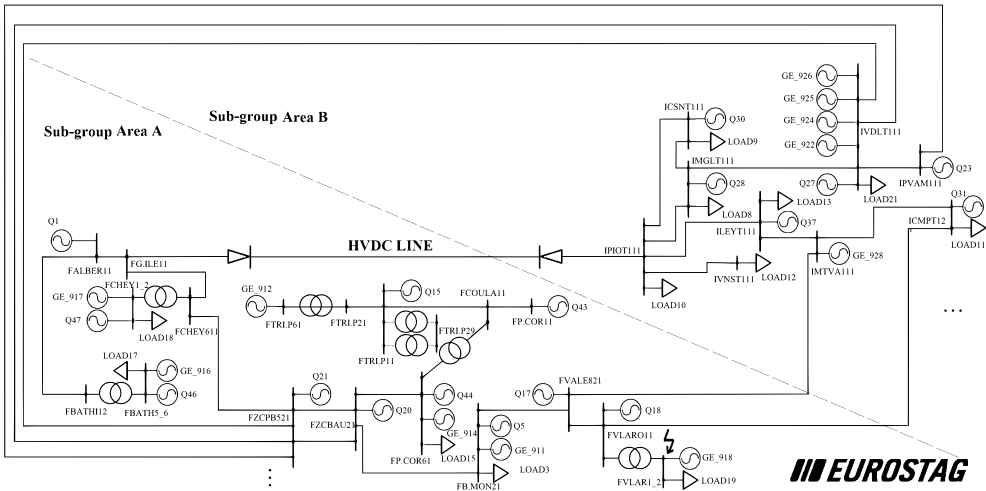 GE_926
GE_925
ICSNT111
GE_924
Sub-group Area B
Q30
IVDLT111
Sub-group Area A
GE_922
LOAD9
IMGLT111
IPVAM111
Q23
Q28
Q27
LOAD13
LOAD21
Q31
Q1
LOAD8
ICMPT12
Q37
HVDC LINE
IPIOT111
ILEYT111
LOAD11
FALBER11
FG.ILE11
GE_928
IMTVA111
FCHEY1_2
IVNST111
LOAD12
GE_912
Q15
FCOULA11
LOAD10
GE_917
Q43
...
Q47
FTRI.P61
FTRI.P21
FTRI.P29
FP.COR11
LOAD18
FCHEY611
LOAD17
FTRI.P11
GE_916
Q21
FVALE821
Q46
Q17
Q44
FBATHI12
FBATH5_6
Q20
Q18
FZCPB521
FZCBAU21
Q5
GE_914
FVLARO11
GE_911
LOAD15
GE_918
FP.COR61
LOAD3
FVLAR1_2
LOAD19
FB.MON21
EUROSTAG